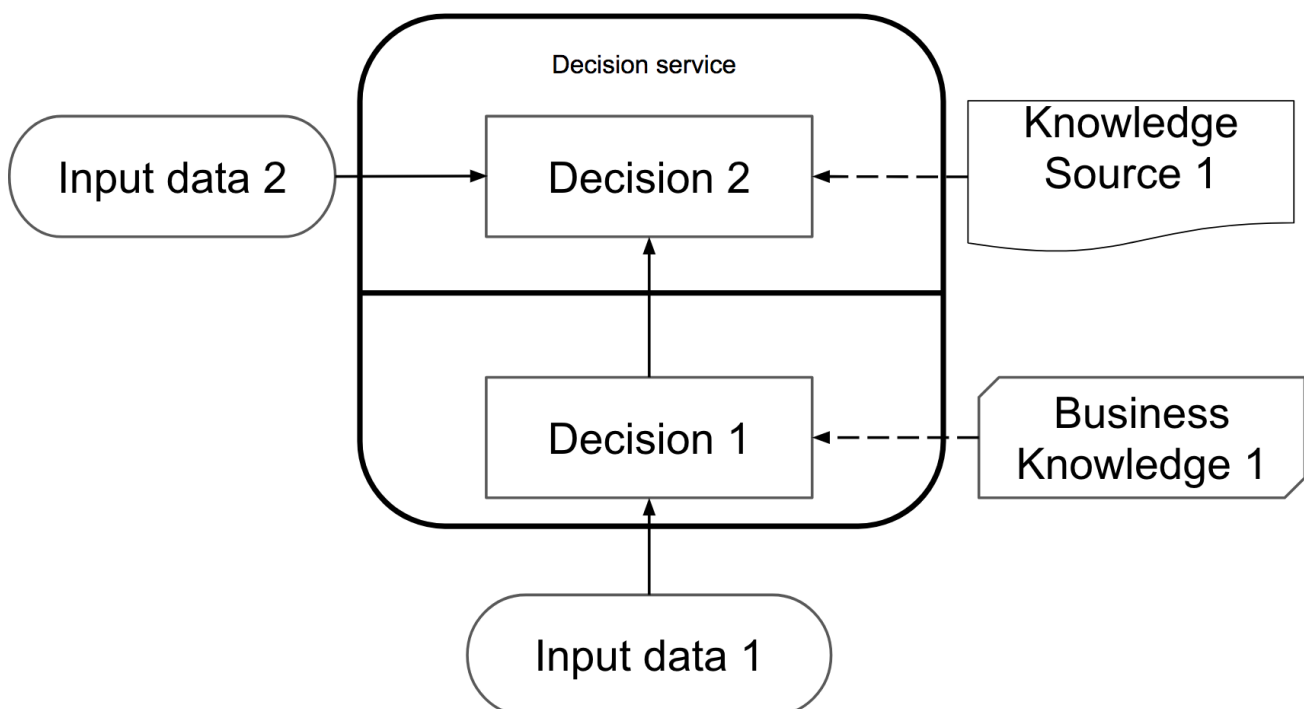 Decision service
Input data 2
Decision 2
Knowledge
Source 1
Decision 1
Business
Knowledge 1
Input data 1